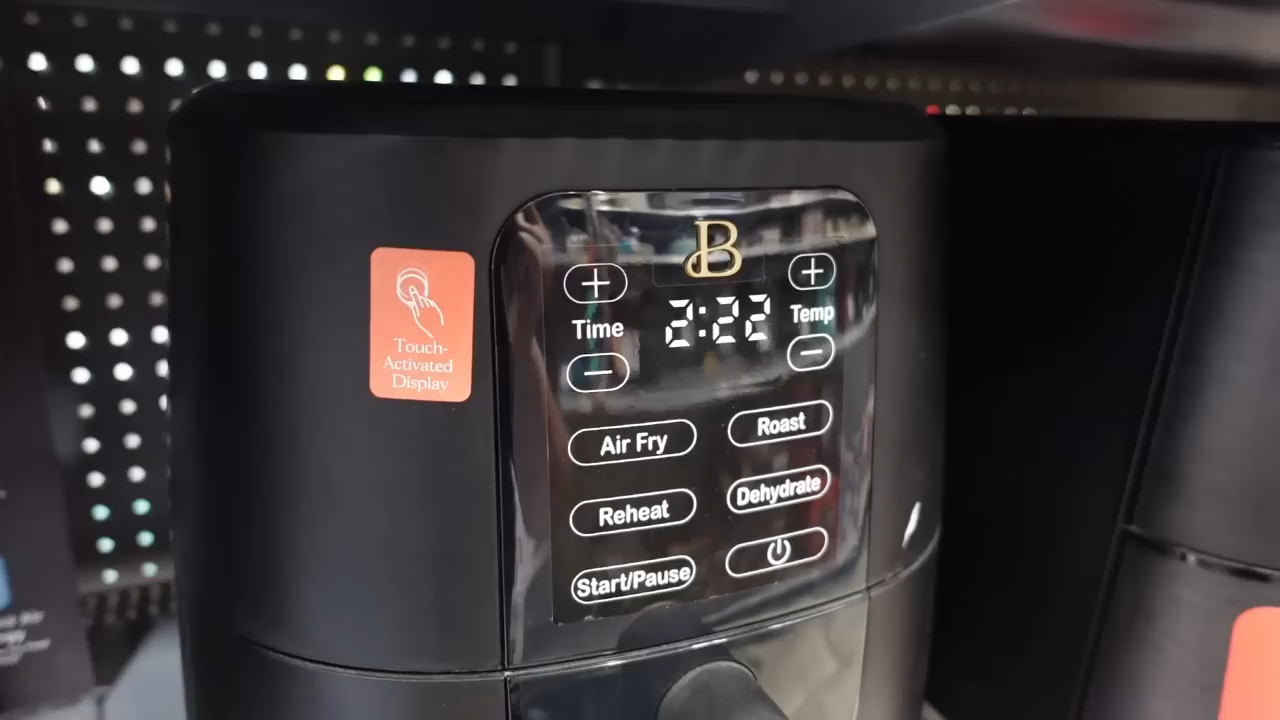 B
+
+
Time
2:22
Temp
−
−
Touch-
Activated
Display
Air Fry
Roast
Reheat
Dehydrate
Start/Pause